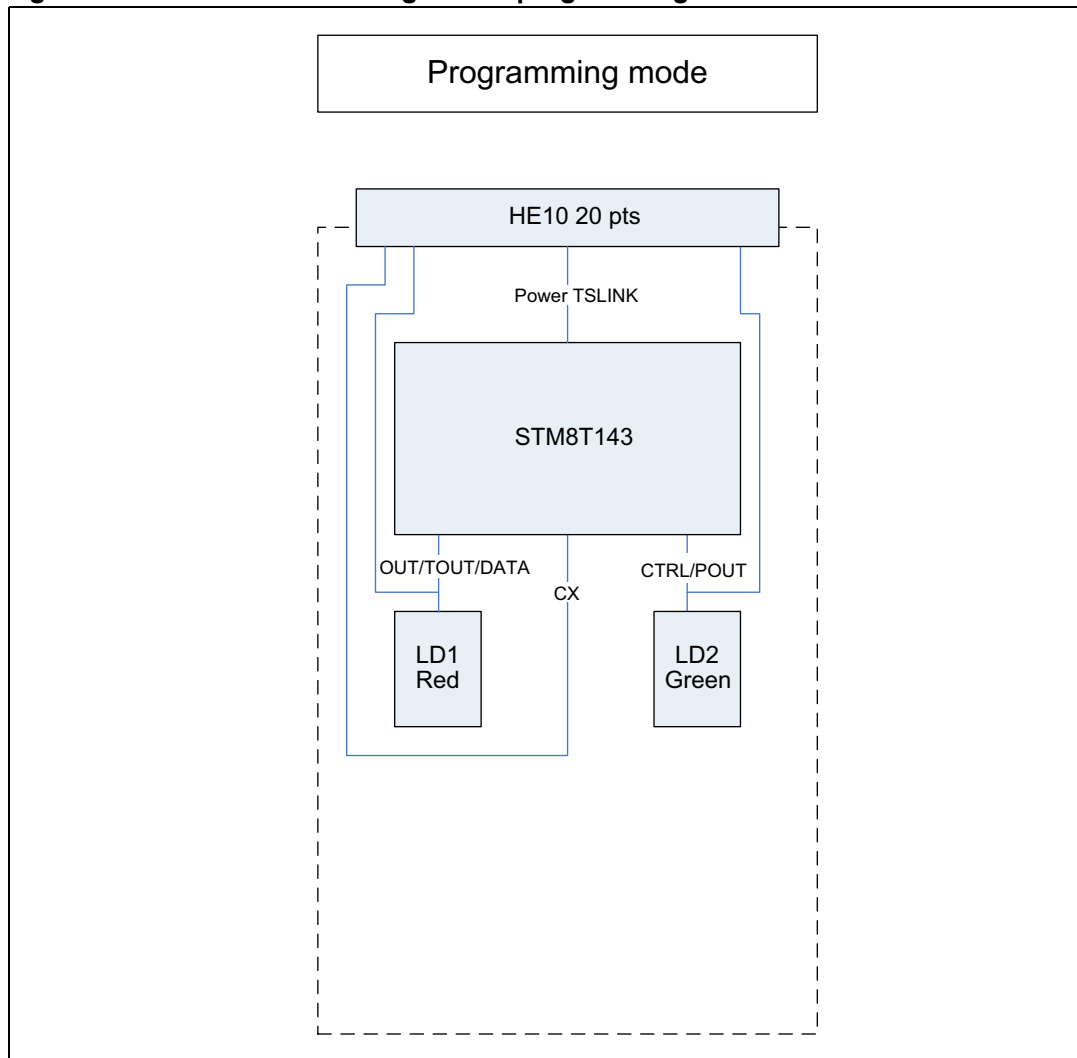 Programming mode
HE10 20 pts
Power TSLINK
STM8T143
OUT/TOUT/DATA
CX
CTRL/POUT
LD1
Red
LD2
Green